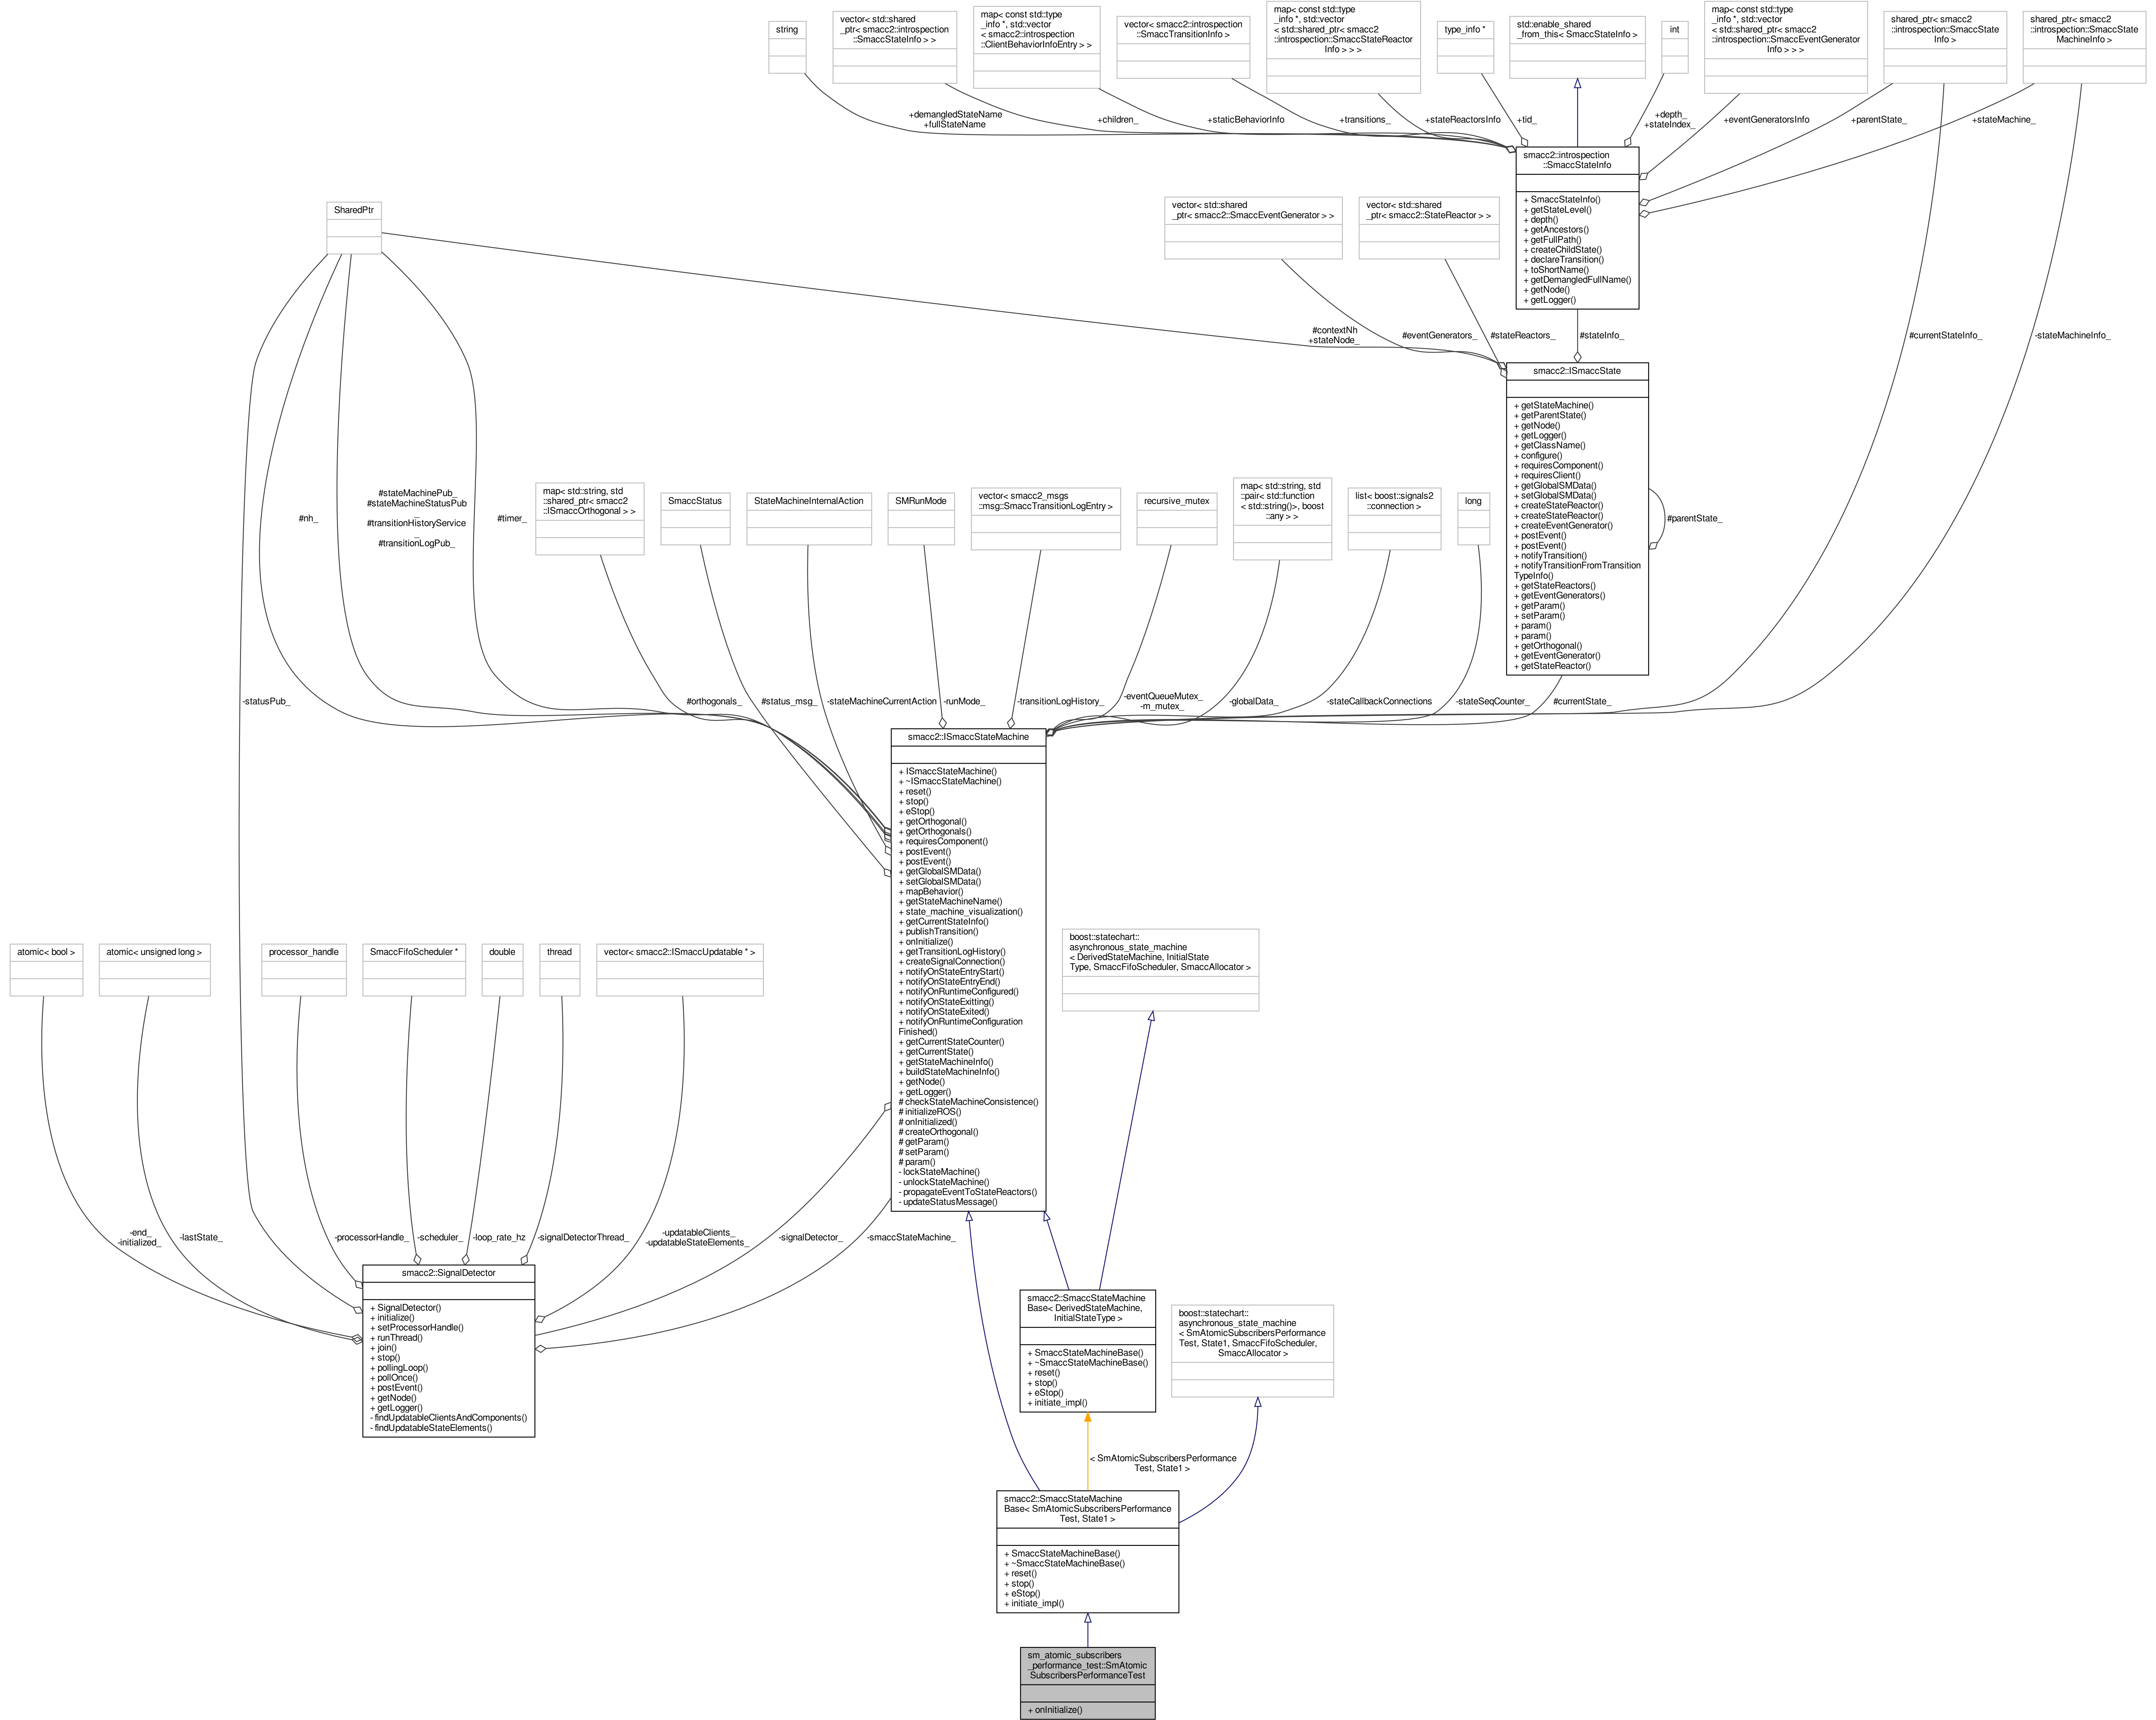 string
vector< std::shared
_ptr< smacc2::introspection
::SmaccStateInfo > >
map< const std::type
_info *, std::vector
< smacc2::introspection
::ClientBehaviorInfoEntry > >
vector< smacc2::introspection
::SmaccTransitionInfo >
map< const std::type
_info *, std::vector
< std::shared_ptr< smacc2
::introspection::SmaccStateReactor
Info > > >
type_info *
std::enable_shared
_from_this< SmaccStateInfo >
int
map< const std::type
_info *, std::vector
< std::shared_ptr< smacc2
::introspection::SmaccEventGenerator
Info > > >
shared_ptr< smacc2
::introspection::SmaccState
Info >
shared_ptr< smacc2
::introspection::SmaccState
MachineInfo >
+demangledStateName
+fullStateName
+children_
+staticBehaviorInfo
+transitions_
+stateReactorsInfo
+tid_
+depth_
+stateIndex_
+eventGeneratorsInfo
+parentState_
+stateMachine_
smacc2::introspection
::SmaccStateInfo
+ SmaccStateInfo()
+ getStateLevel()
+ depth()
+ getAncestors()
+ getFullPath()
+ createChildState()
+ declareTransition()
+ toShortName()
+ getDemangledFullName()
+ getNode()
+ getLogger()
SharedPtr
vector< std::shared
_ptr< smacc2::SmaccEventGenerator > >
vector< std::shared
_ptr< smacc2::StateReactor > >
#contextNh
+stateNode_
#eventGenerators_
#stateReactors_
#stateInfo_
#currentStateInfo_
-stateMachineInfo_
smacc2::ISmaccState
+ getStateMachine()
+ getParentState()
+ getNode()
+ getLogger()
+ getClassName()
+ configure()
+ requiresComponent()
+ requiresClient()
+ getGlobalSMData()
+ setGlobalSMData()
+ createStateReactor()
+ createStateReactor()
+ createEventGenerator()
+ postEvent()
+ postEvent()
+ notifyTransition()
+ notifyTransitionFromTransition
TypeInfo()
+ getStateReactors()
+ getEventGenerators()
+ getParam()
+ setParam()
+ param()
+ param()
+ getOrthogonal()
+ getEventGenerator()
+ getStateReactor()
#parentState_
#nh_
#stateMachinePub_
#stateMachineStatusPub
_
#transitionHistoryService
_
#transitionLogPub_
#timer_
map< std::string, std
::shared_ptr< smacc2
::ISmaccOrthogonal > >
SmaccStatus
StateMachineInternalAction
SMRunMode
vector< smacc2_msgs
::msg::SmaccTransitionLogEntry >
recursive_mutex
map< std::string, std
::pair< std::function
< std::string()>, boost
::any > >
list< boost::signals2
::connection >
long
-statusPub_
#orthogonals_
#status_msg_
-stateMachineCurrentAction
-runMode_
-transitionLogHistory_
-eventQueueMutex_
-m_mutex_
-globalData_
-stateCallbackConnections
-stateSeqCounter_
#currentState_
smacc2::ISmaccStateMachine
+ ISmaccStateMachine()
+ ~ISmaccStateMachine()
+ reset()
+ stop()
+ eStop()
+ getOrthogonal()
+ getOrthogonals()
+ requiresComponent()
+ postEvent()
+ postEvent()
+ getGlobalSMData()
+ setGlobalSMData()
+ mapBehavior()
+ getStateMachineName()
+ state_machine_visualization()
+ getCurrentStateInfo()
+ publishTransition()
+ onInitialize()
+ getTransitionLogHistory()
+ createSignalConnection()
+ notifyOnStateEntryStart()
+ notifyOnStateEntryEnd()
+ notifyOnRuntimeConfigured()
+ notifyOnStateExitting()
+ notifyOnStateExited()
+ notifyOnRuntimeConfiguration
Finished()
+ getCurrentStateCounter()
+ getCurrentState()
+ getStateMachineInfo()
+ buildStateMachineInfo()
+ getNode()
+ getLogger()
# checkStateMachineConsistence()
# initializeROS()
# onInitialized()
# createOrthogonal()
# getParam()
# setParam()
# param()
- lockStateMachine()
- unlockStateMachine()
- propagateEventToStateReactors()
- updateStatusMessage()
atomic< bool >
atomic< unsigned long >
processor_handle
SmaccFifoScheduler *
double
thread
vector< smacc2::ISmaccUpdatable * >
boost::statechart::
asynchronous_state_machine
< DerivedStateMachine, InitialState
Type, SmaccFifoScheduler, SmaccAllocator >
-end_
-initialized_
-lastState_
-processorHandle_
-scheduler_
-loop_rate_hz
-signalDetectorThread_
-updatableClients_
-updatableStateElements_
-signalDetector_
-smaccStateMachine_
smacc2::SignalDetector
+ SignalDetector()
+ initialize()
+ setProcessorHandle()
+ runThread()
+ join()
+ stop()
+ pollingLoop()
+ pollOnce()
+ postEvent()
+ getNode()
+ getLogger()
- findUpdatableClientsAndComponents()
- findUpdatableStateElements()
smacc2::SmaccStateMachine
Base< DerivedStateMachine,
InitialStateType >
+ SmaccStateMachineBase()
+ ~SmaccStateMachineBase()
+ reset()
+ stop()
+ eStop()
+ initiate_impl()
boost::statechart::
asynchronous_state_machine
< SmAtomicSubscribersPerformance
Test, State1, SmaccFifoScheduler,
SmaccAllocator >
< SmAtomicSubscribersPerformance
Test, State1 >
smacc2::SmaccStateMachine
Base< SmAtomicSubscribersPerformance
Test, State1 >
+ SmaccStateMachineBase()
+ ~SmaccStateMachineBase()
+ reset()
+ stop()
+ eStop()
+ initiate_impl()
sm_atomic_subscribers
_performance_test::SmAtomic
SubscribersPerformanceTest
+ onInitialize()